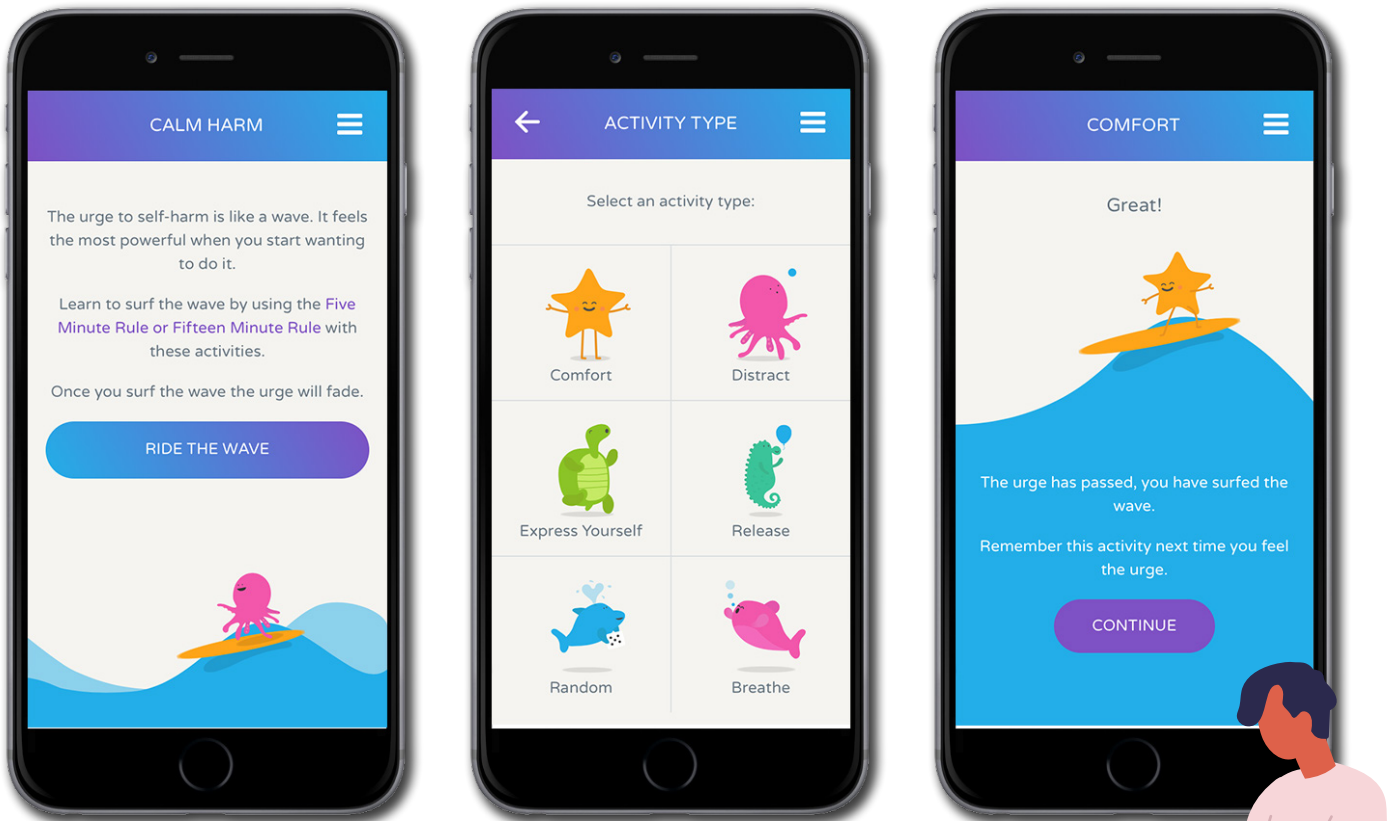 CALM HARM
The urge to self-harm is like a wave. It feels
the most powerful when you start wanting
to do it.
Learn to surf the wave by using the Five
Minute Rule or Fifteen Minute Rule with
these activities.
Once you surf the wave the urge will fade.
RIDE THE WAVE
ACTIVITY TYPE
Select an activity type:
Comfort
Distract
Express Yourself
Release
Random
Breathe
COMFORT
Great!
The urge has passed, you have surfed the
wave.
Remember this activity next time you feel
the urge.
CONTINUE